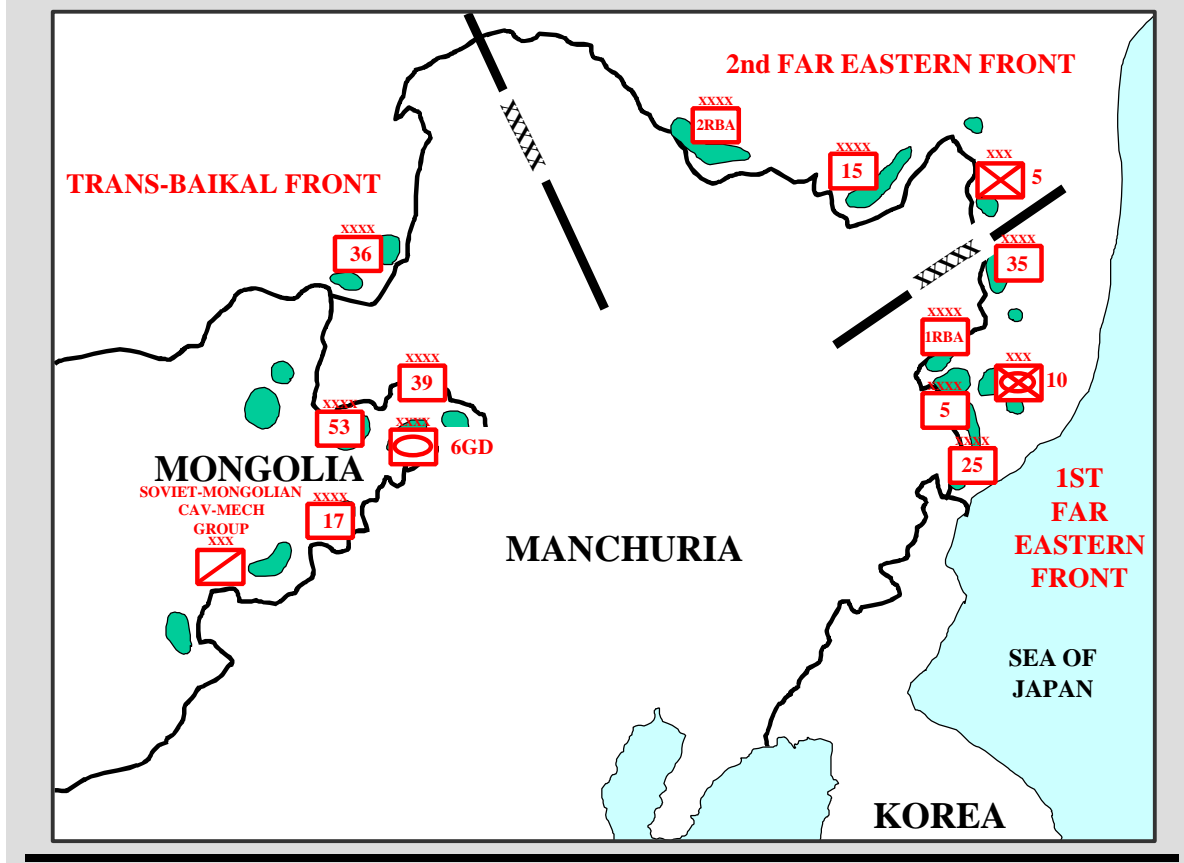 2nd FAR EASTERN FRONT
XXXX
2RBA
XXXXX
XXXX
15
XXX
5
TRANS-BAIKAL FRONT
XXXX
36
XXXXX
XXXX
35
XXXX
1RBA
XXXX
39
XXX
10
XXXX
5
XXXX
53
XXXX
6GD
XXXX
25
MONGOLIA
SOVIET-MONGOLIAN
CAV-MECH
GROUP
XXX
XXXX
17
1ST
FAR
EASTERN
FRONT
MANCHURIA
SEA OF
JAPAN
KOREA